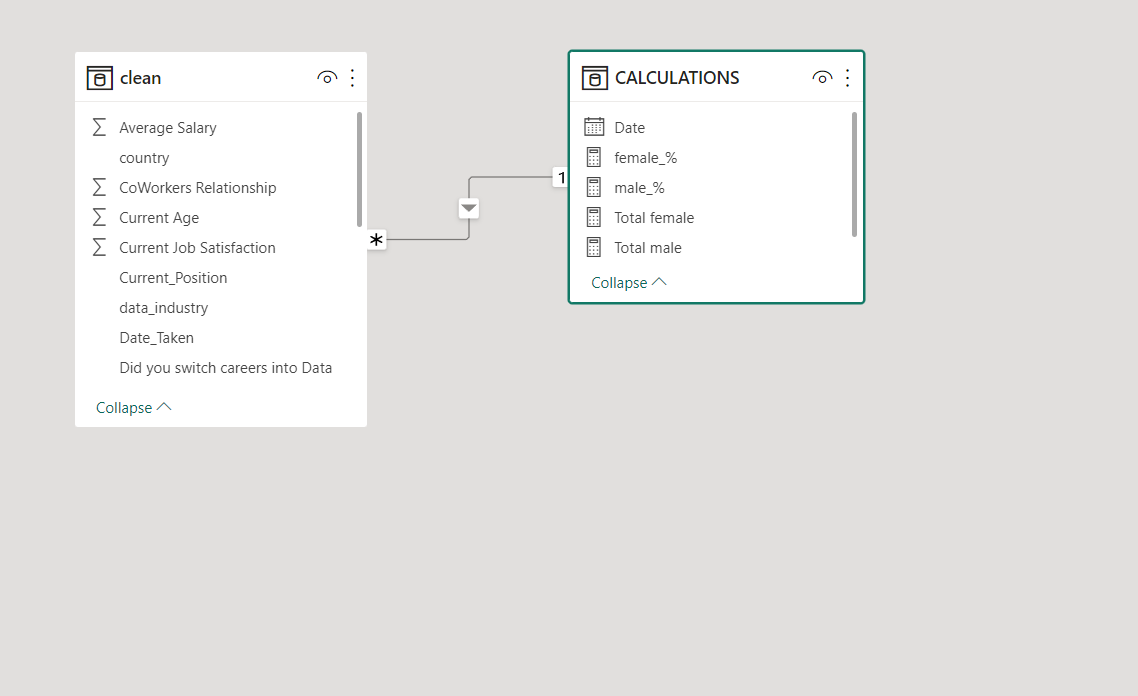 clean
Average Salary
country
CoWorkers Relationship
Current Age
Current Job Satisfaction
Current_Position
data_industry
Date_Taken
Did you switch careers into Data
Collapse
*
1
CALCULATIONS
Date
female_%
male_%
Total female
Total male
Collapse